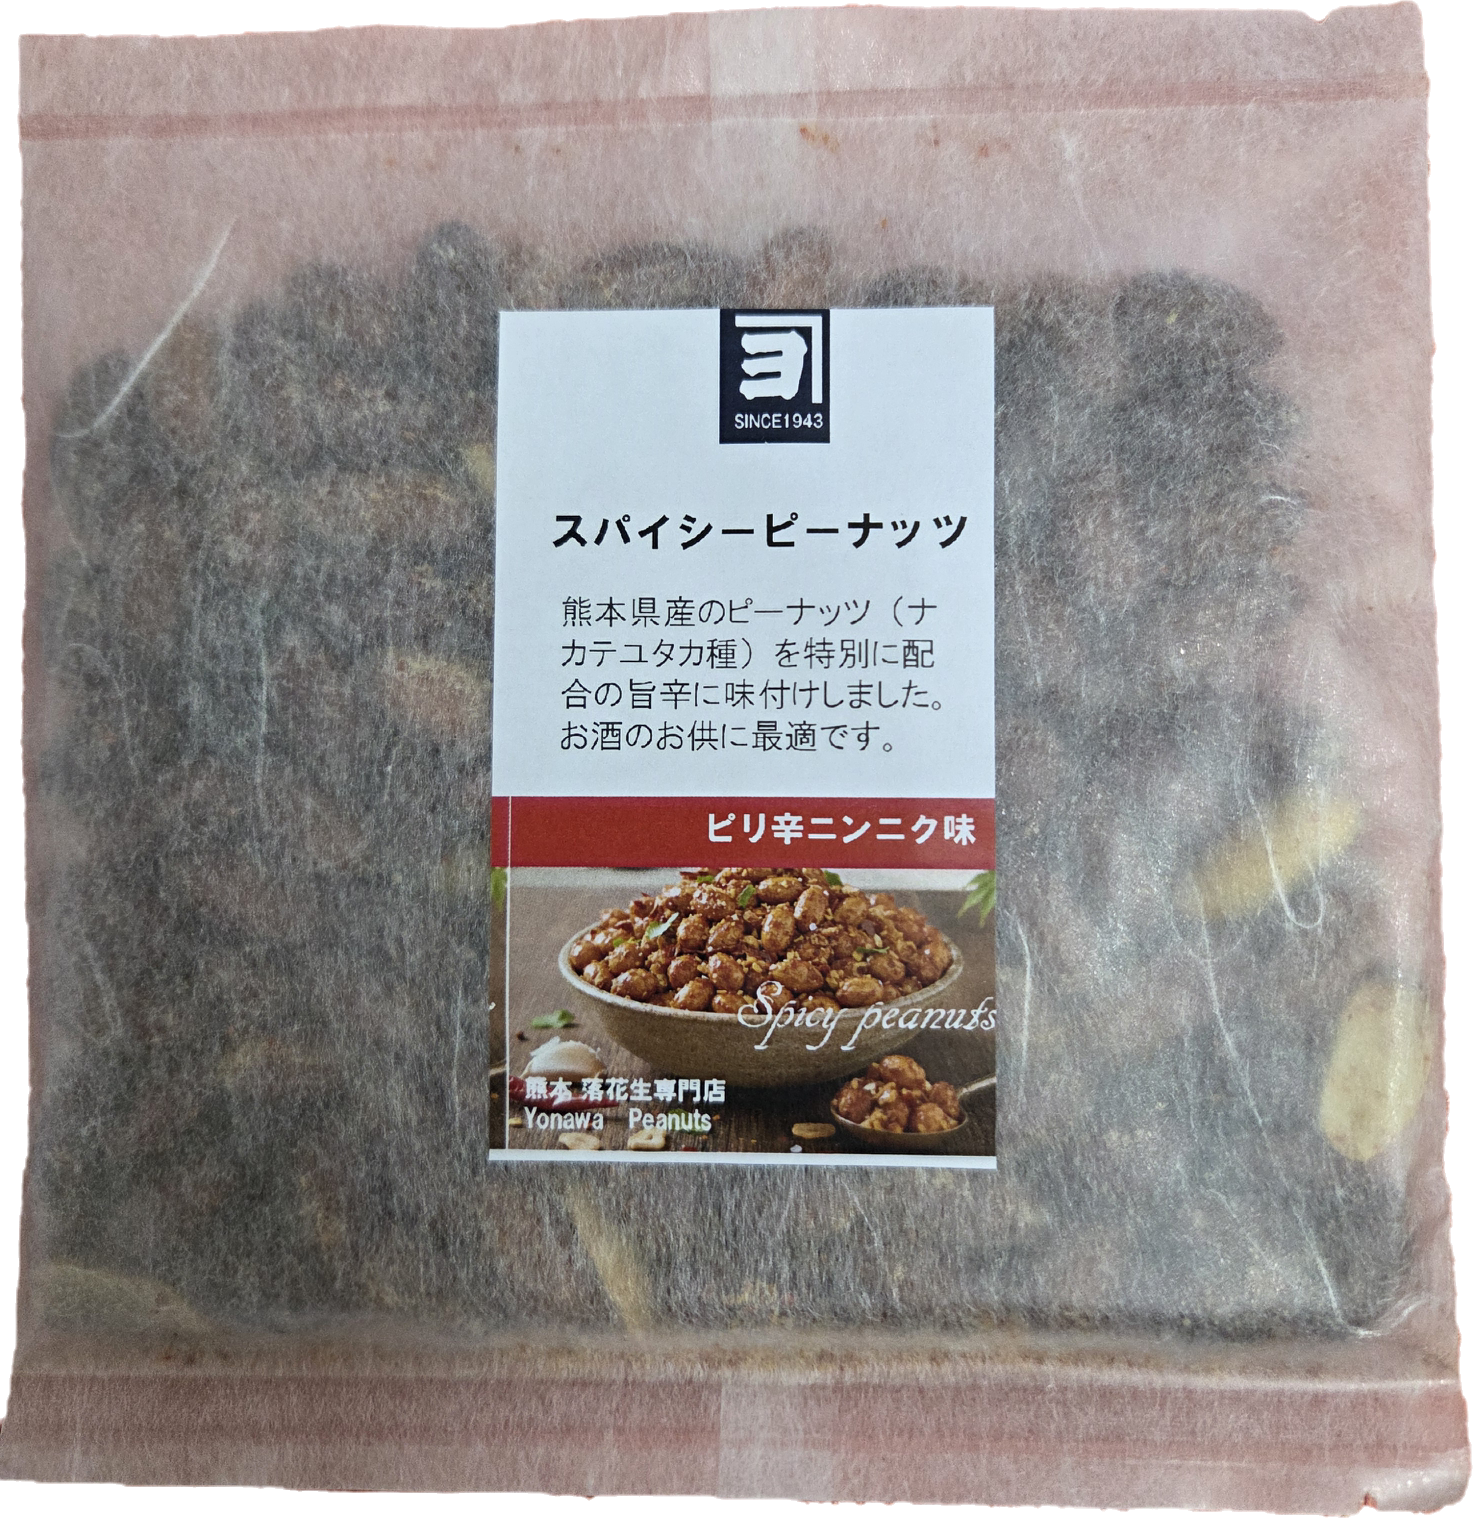 ヨ
SINCE1943
スパイシーピーナッツ
熊本県産のピーナッツ（ナ
カテユタカ種）を特別に配
合の旨辛に味付けしました。
お酒のお供に最適です。
ピリ辛ニンニク味
Spicy peanuts
熊本 落花生専門店
Yonawa Peanuts